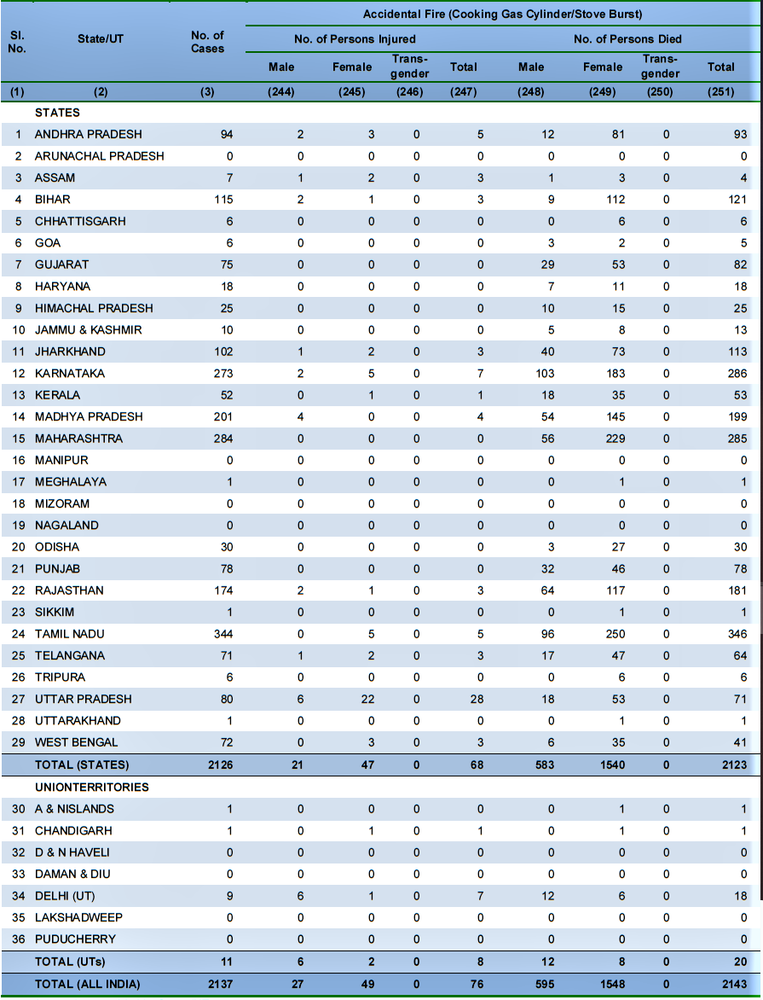 Accidental Fire (Cooking Gas Cylinder/Stove Burst)
Sl. No. State/UT No. of Cases No. of Persons Injured No. of Persons Died
Male Female Trans-gender Total Male Female Trans-gender Total
(1) (2) (3) (244) (245) (246) (247) (248) (249) (250) (251)
STATES
1 ANDHRA PRADESH 94 2 3 0 5 12 81 0 93
2 ARUNACHAL PRADESH 0 0 0 0 0 0 0 0 0
3 ASSAM 7 1 2 0 3 1 3 0 4
4 BIHAR 115 2 1 0 3 9 112 0 121
5 CHHATTISGARH 6 0 0 0 0 0 6 0 6
6 GOA 6 0 0 0 0 3 2 0 5
7 GUJARAT 75 0 0 0 0 29 53 0 82
8 HARYANA 18 0 0 0 0 7 11 0 18
9 HIMACHAL PRADESH 25 0 0 0 0 10 15 0 25
10 JAMMU & KASHMIR 10 0 0 0 0 5 8 0 13
11 JHARKHAND 102 1 2 0 3 40 73 0 113
12 KARNATAKA 273 2 5 0 7 103 183 0 286
13 KERALA 52 0 1 0 1 18 35 0 53
14 MADHYA PRADESH 201 4 0 0 4 54 145 0 199
15 MAHARASHTRA 284 0 0 0 0 56 229 0 285
16 MANIPUR 0 0 0 0 0 0 0 0 0
17 MEGHALAYA 1 0 0 0 0 0 1 0 1
18 MIZORAM 0 0 0 0 0 0 0 0 0
19 NAGALAND 0 0 0 0 0 0 0 0 0
20 ODISHA 30 0 0 0 0 3 27 0 30
21 PUNJAB 78 0 0 0 0 32 46 0 78
22 RAJASTHAN 174 2 1 0 3 64 117 0 181
23 SIKKIM 1 0 0 0 0 0 1 0 1
24 TAMIL NADU 344 0 5 0 5 96 250 0 346
25 TELANGANA 71 1 2 0 3 17 47 0 64
26 TRIPURA 6 0 0 0 0 0 6 0 6
27 UTTAR PRADESH 80 6 22 0 28 18 53 0 71
28 UTTARAKHAND 1 0 0 0 0 0 1 0 1
29 WEST BENGAL 72 0 3 0 3 6 35 0 41
TOTAL (STATES) 2126 21 47 0 68 583 1540 0 2123
UNIONTERRITORIES
30 A & NISLANDS 1 0 0 0 0 0 1 0 1
31 CHANDIGARH 1 0 1 0 1 0 1 0 1
32 D & N HAVELI 0 0 0 0 0 0 0 0 0
33 DAMAN & DIU 0 0 0 0 0 0 0 0 0
34 DELHI (UT) 9 6 1 0 7 12 6 0 18
35 LAKSHADWEEP 0 0 0 0 0 0 0 0 0
36 PUDUCHERRY 0 0 0 0 0 0 0 0 0
TOTAL (UTs) 11 6 2 0 8 12 8 0 20
TOTAL (ALL INDIA) 2137 27 49 0 76 595 1548 0 2143